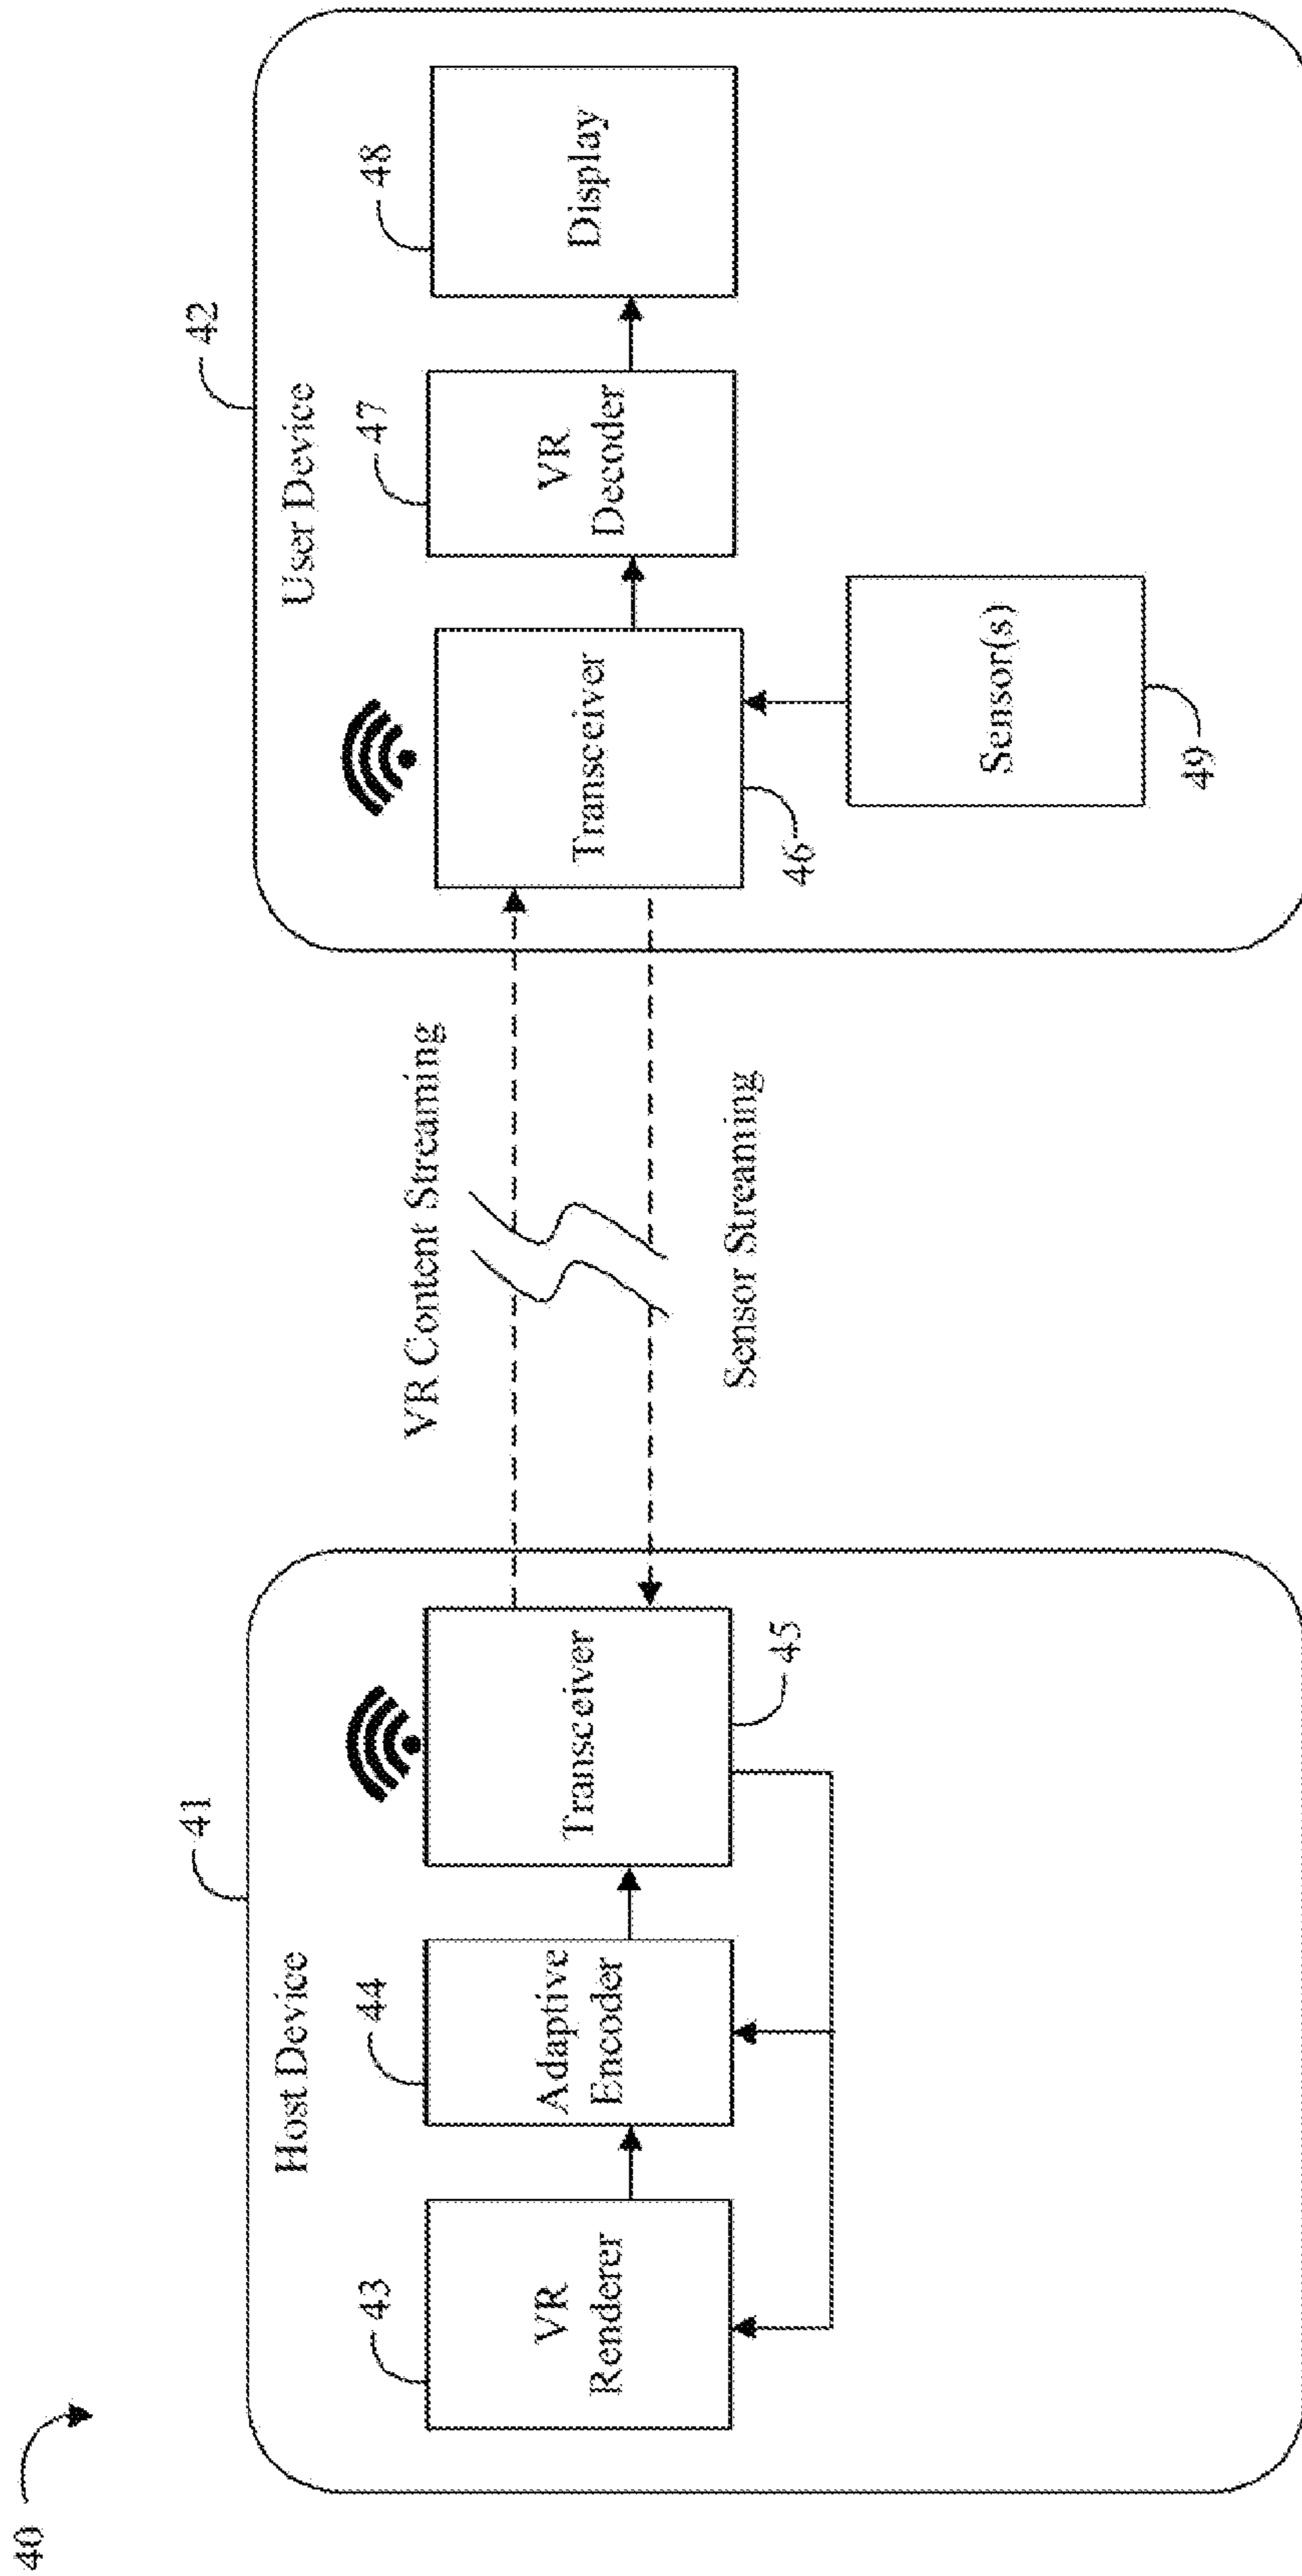 40
41
Host Device
43
VR
Renderer
44
Adaptive
Encoder
Transceiver
45
VR Content Streaming
Sensor Streaming
42
User Device
Transceiver
46
47
VR
Decoder
48
Display
Sensor(s)
49